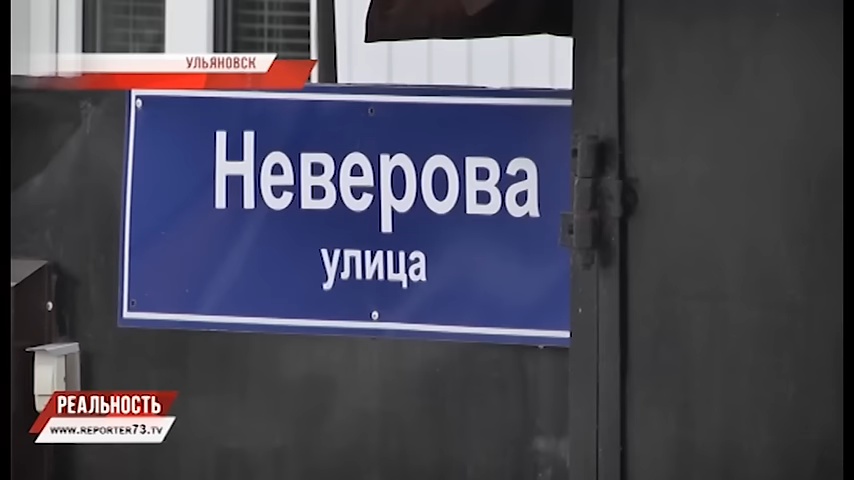 УЛЬЯНОВСК
Неверова
улица
РЕАЛЬНОСТЬ
WWW.REPORTER73.TV